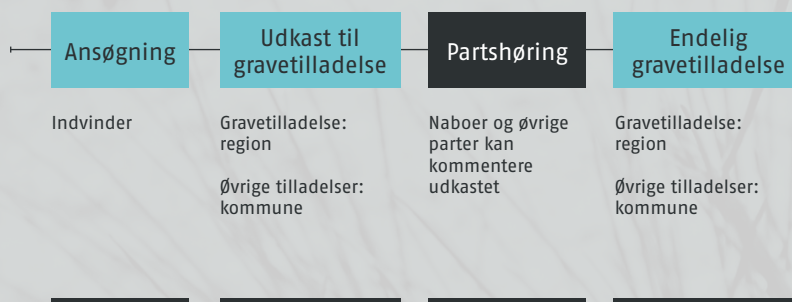 Ansøgning
Udkast til
gravetilladelse
Partshøring
Endelig
gravetilladelse
Indvinder
Gravetilladelse:
region
Øvrige tilladelser:
kommune
Naboer og øvrige
parter kan
kommentere
udkastet
Gravetilladelse:
region
Øvrige tilladelser:
kommune